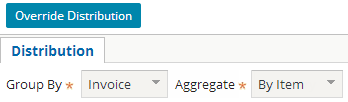 Override Distribution
Distribution
Group By * Invoice Aggregate * By Item